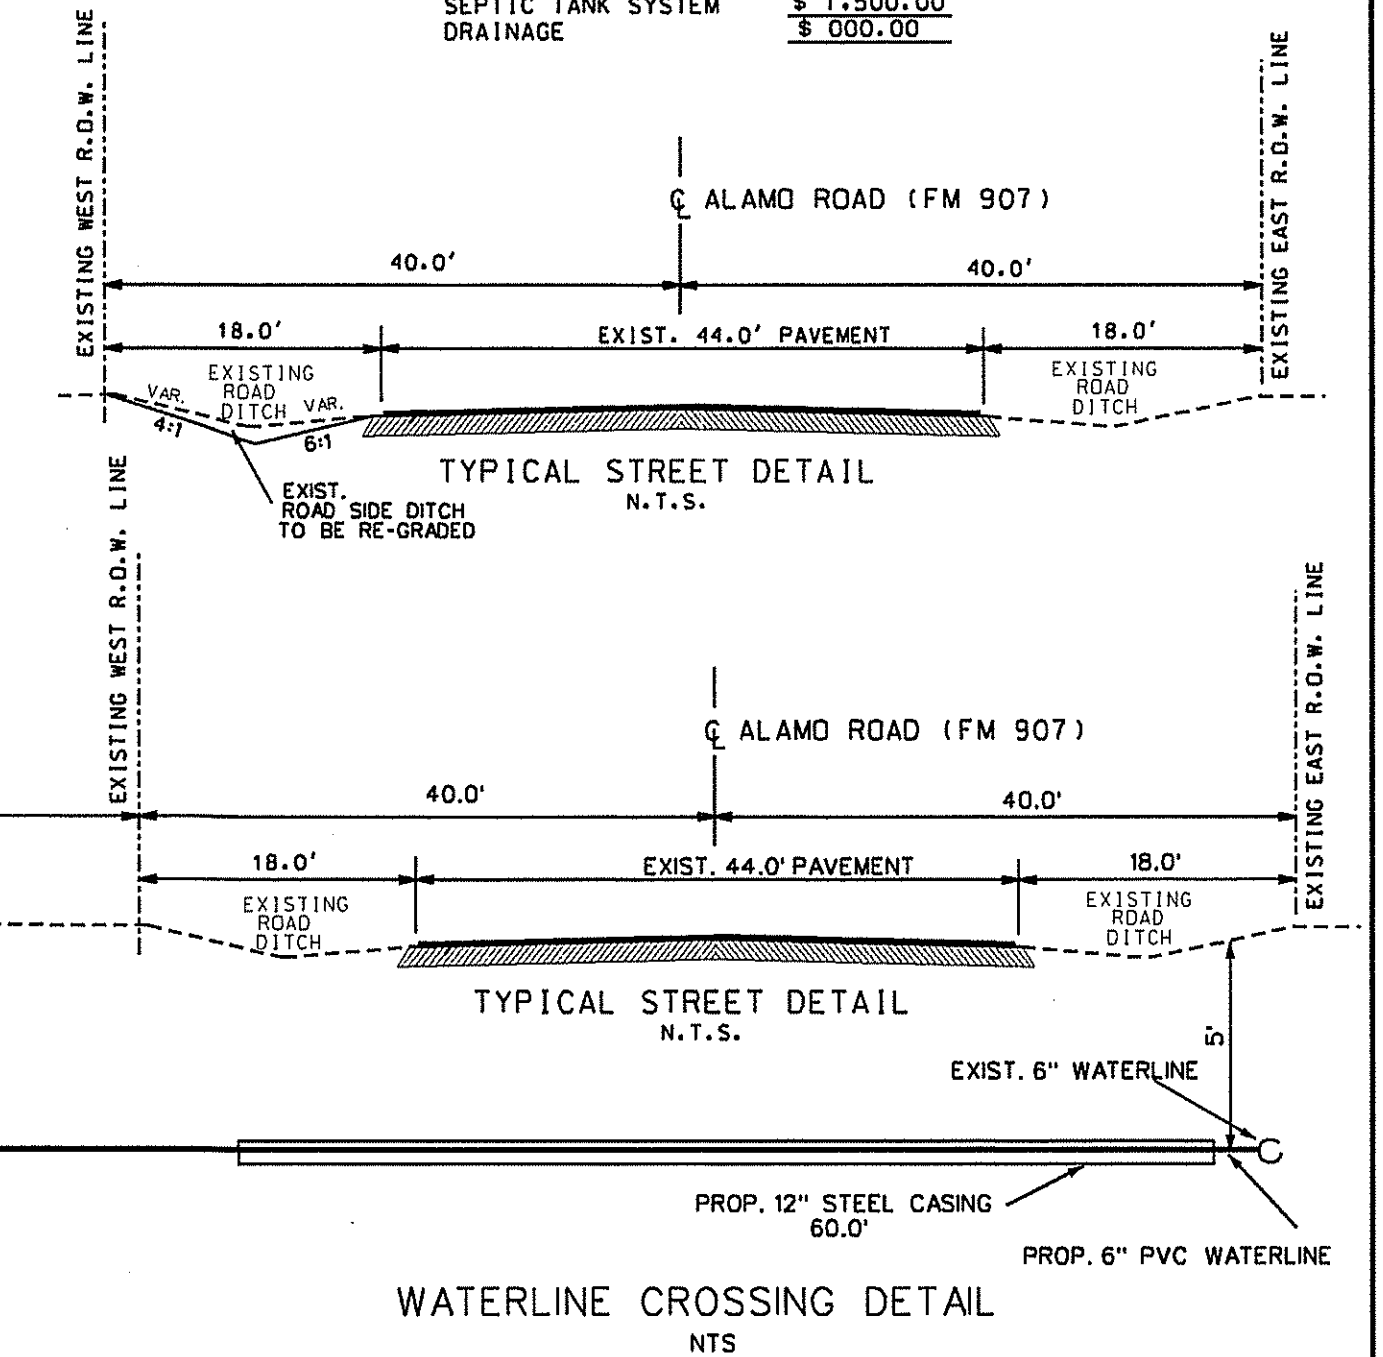 SEPTIC TANK SYSTEM $ 1.500.00
DRAINAGE $ 000.00
EXISTING WEST R.O.W. LINE
EXISTING EAST R.O.W. LINE
℄ ALAMO ROAD (FM 907)
40.0'
40.0'
18.0'
EXIST. 44.0' PAVEMENT
18.0'
EXISTING
ROAD
DITCH
EXISTING
ROAD
DITCH
VAR.
VAR.
4:1
6:1
TYPICAL STREET DETAIL
N.T.S.
EXIST.
ROAD SIDE DITCH
TO BE RE-GRADED
EXISTING WEST R.O.W. LINE
EXISTING EAST R.O.W. LINE
℄ ALAMO ROAD (FM 907)
40.0'
40.0'
18.0'
EXIST. 44.0' PAVEMENT
18.0'
EXISTING
ROAD
DITCH
EXISTING
ROAD
DITCH
TYPICAL STREET DETAIL
N.T.S.
5'
EXIST. 6" WATERLINE
PROP. 12" STEEL CASING
60.0'
PROP. 6" PVC WATERLINE
WATERLINE CROSSING DETAIL
NTS